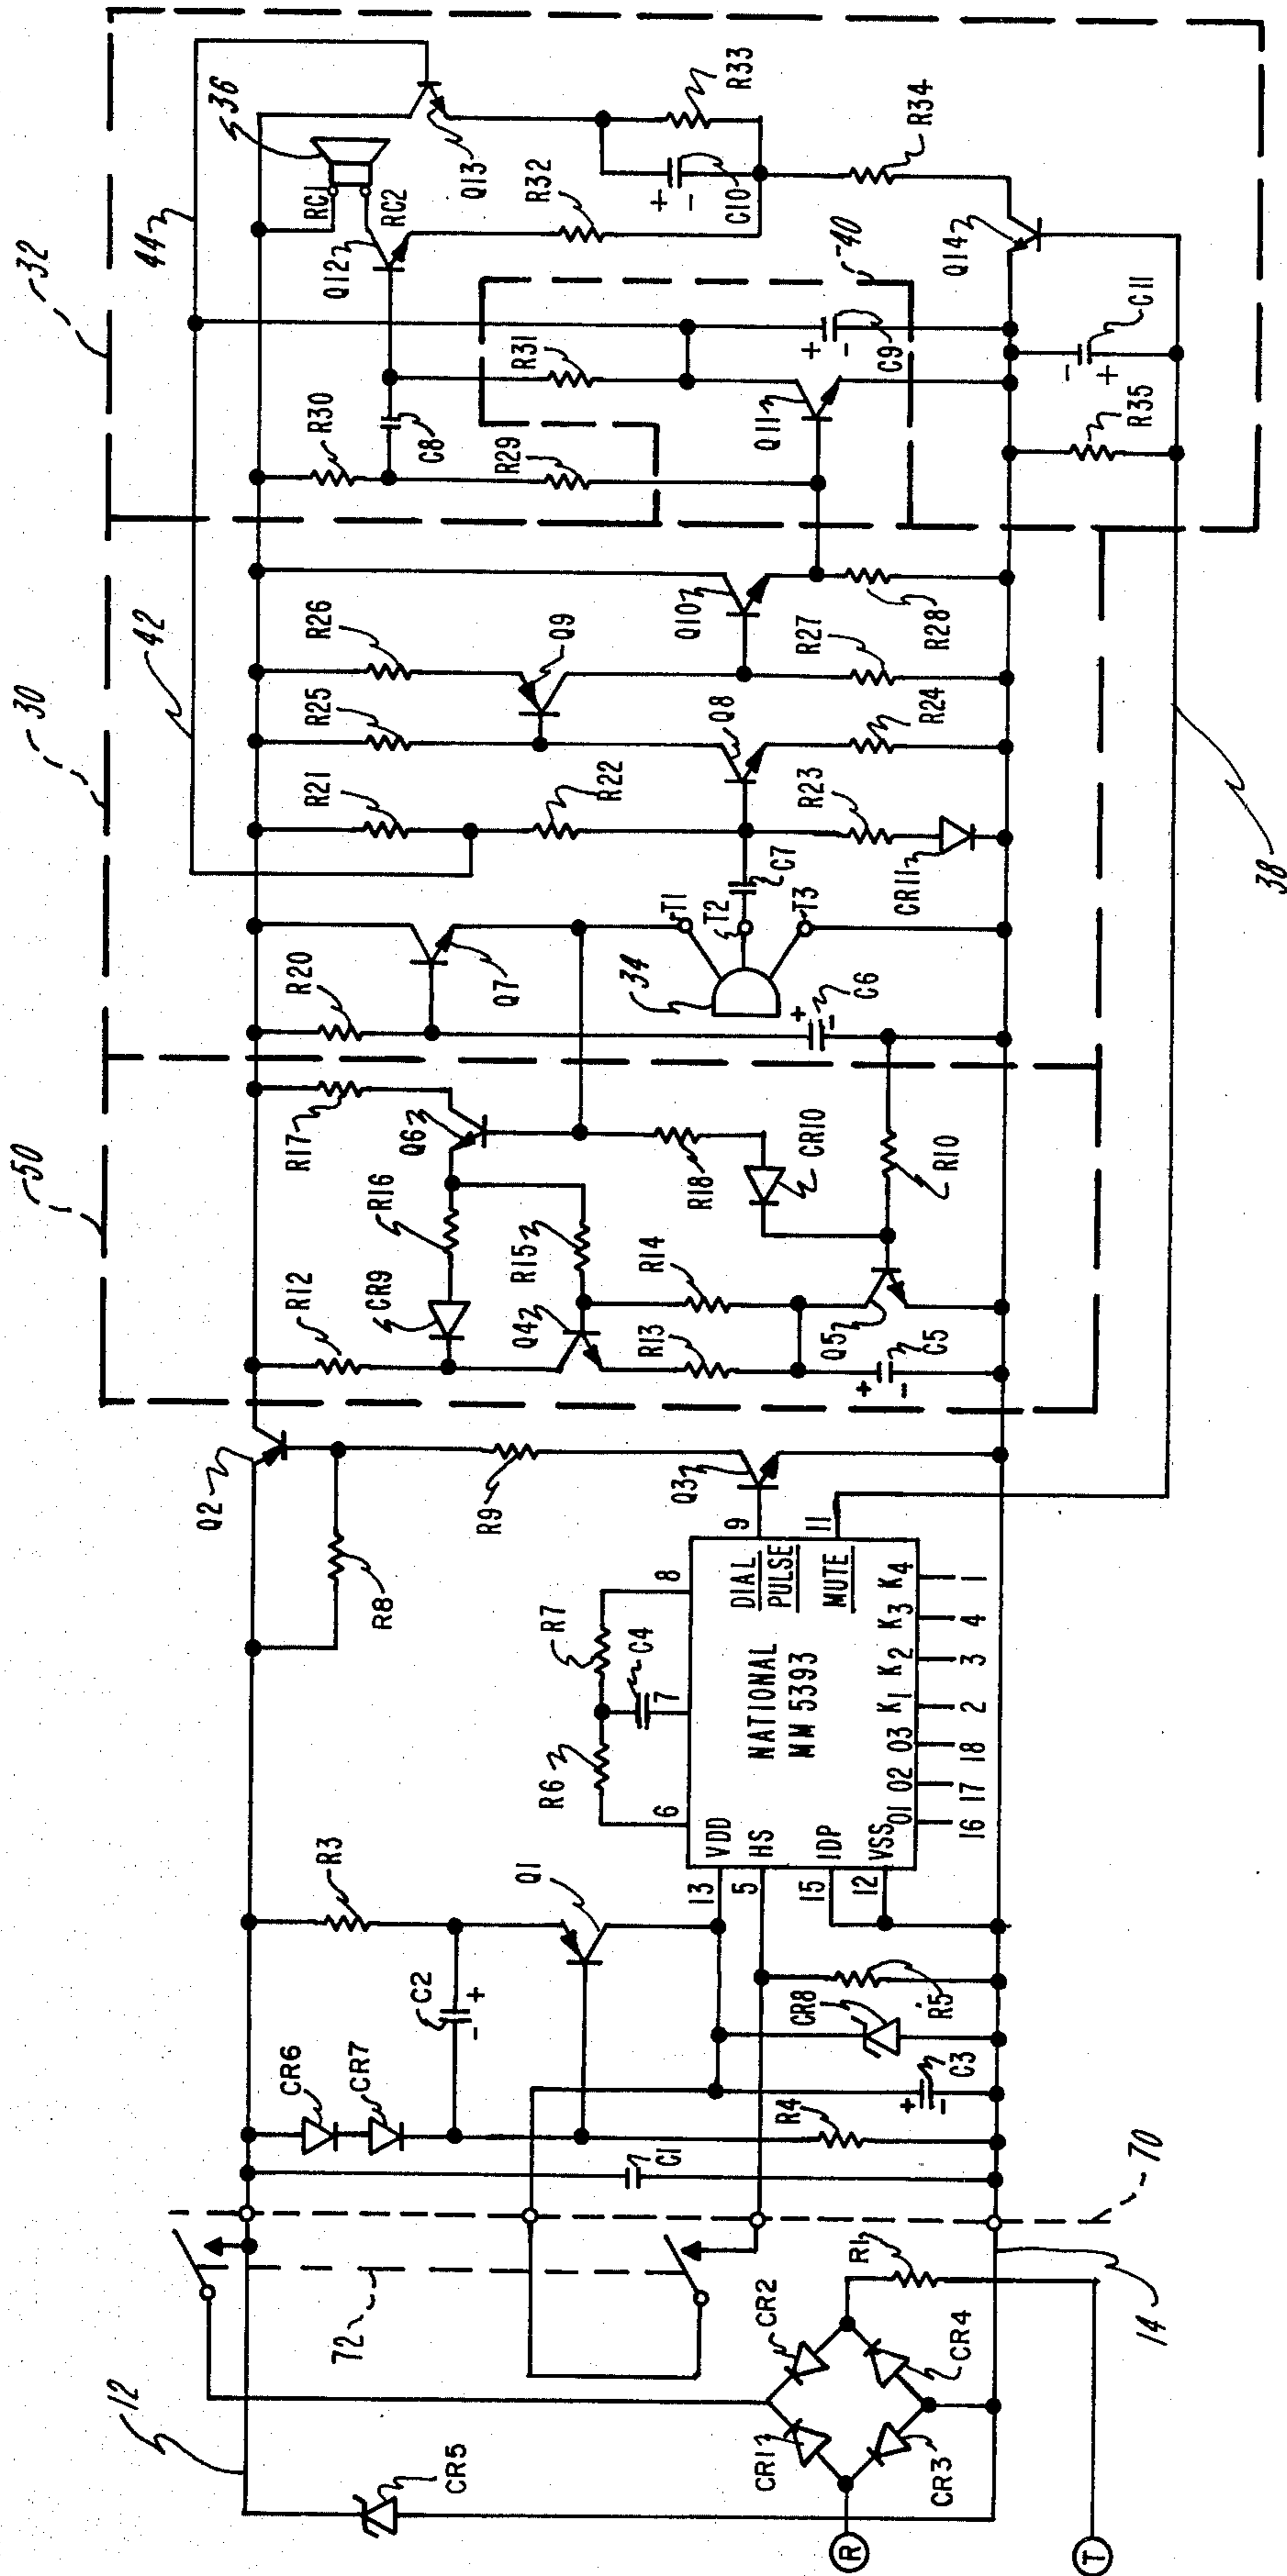 12
CR5
R
T
72
CR1
CR2
CR3
CR4
R1
14
70
C1
CR6
CR7
C2
+
-
R3
Q1
R4
C3
+
-
CR8
R5
R6
R7
C4
6
7
8
13
5
15
12
VDD
HS
IDP
VSS
NATIONAL
MM 5393
DIAL
PULSE
MUTE
9
11
01 02 03 K1 K2 K3 K4
16 17 18 2 3 4 1
Q2
R8
R9
Q3
50
R12
CR9
R16
R17
Q6
Q4
R15
R13
R14
R18
CR10
Q5
C5
+
-
R10
30
R20
Q7
34
T1
T2
T3
C6
+
-
C7
42
R21
R22
R23
CR11
R25
Q8
R24
R26
Q9
R27
Q10
R28
38
32
44
R30
C8
R29
R31
Q11
C9
+
-
40
Q12
RC1
RC2
36
R32
Q13
C10
+
-
R33
R34
Q14
R35
C11
-
+